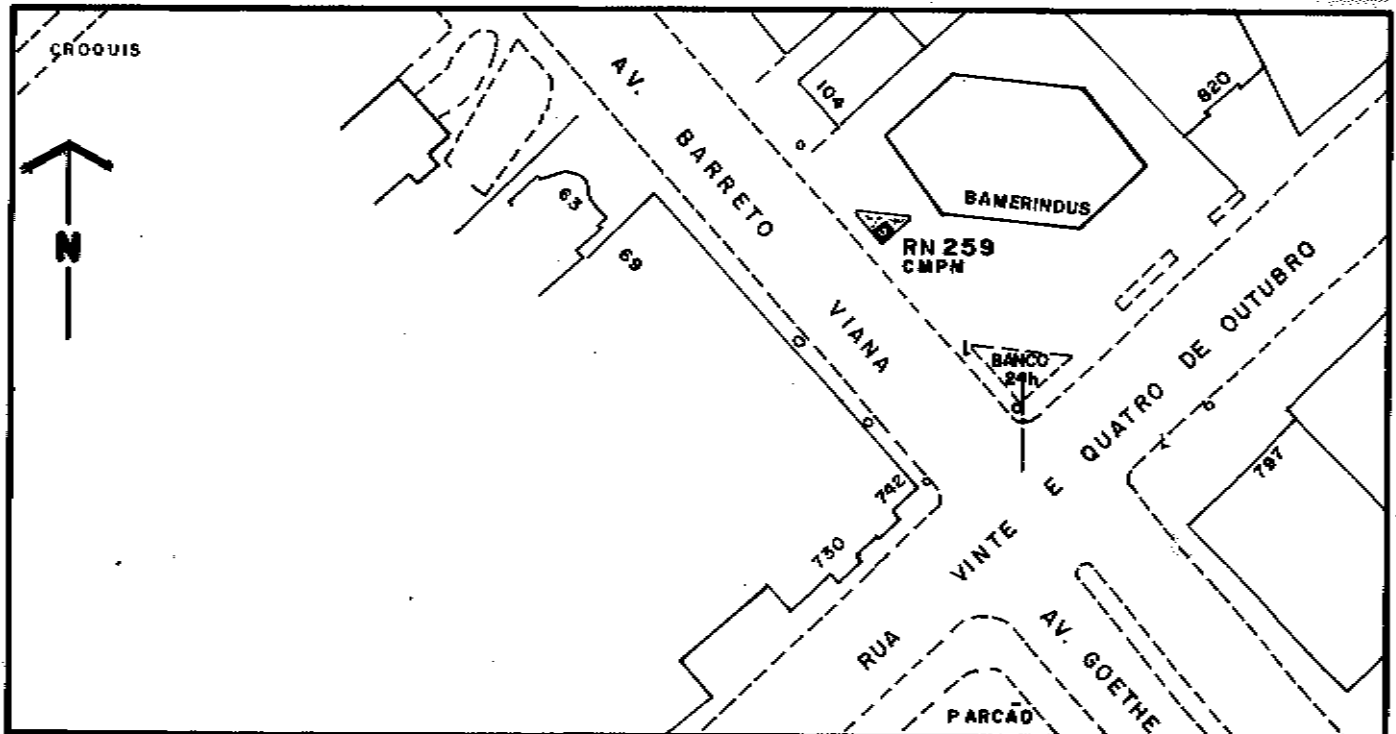 CROQUIS
N
AV. BARRETO VIANA
104
820
BAMERINDUS
63
69
RN 259
CMPM
BANCO
24h
RUA VINTE E QUATRO DE OUTUBRO
742
730
797
AV. GOETHE
PARCÃO